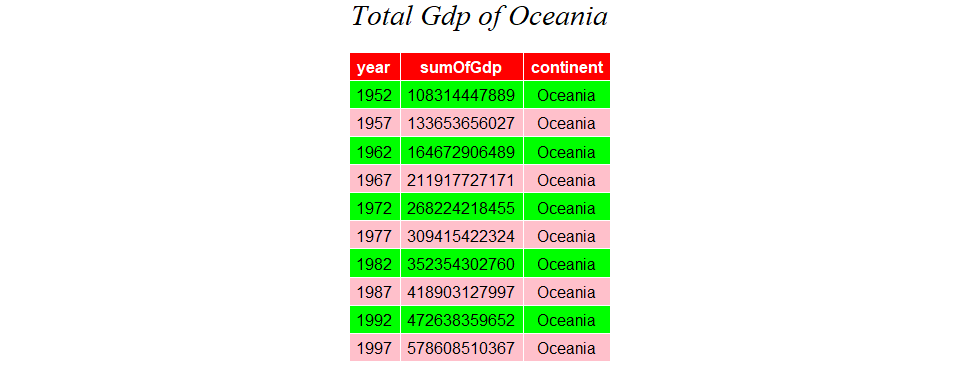 Total Gdp of Oceania
year sumOfGdp continent
1952 108314447889 Oceania
1957 133653656027 Oceania
1962 164672906489 Oceania
1967 211917727171 Oceania
1972 268224218455 Oceania
1977 309415422324 Oceania
1982 352354302760 Oceania
1987 418903127997 Oceania
1992 472638359652 Oceania
1997 578608510367 Oceania